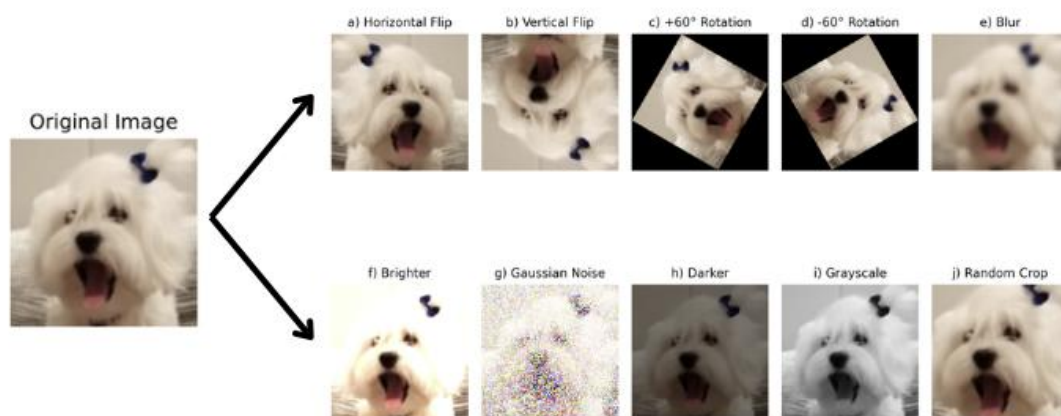 Original Image
a) Horizontal Flip
b) Vertical Flip
c) +60° Rotation
d) -60° Rotation
e) Blur
f) Brighter
g) Gaussian Noise
h) Darker
i) Grayscale
j) Random Crop